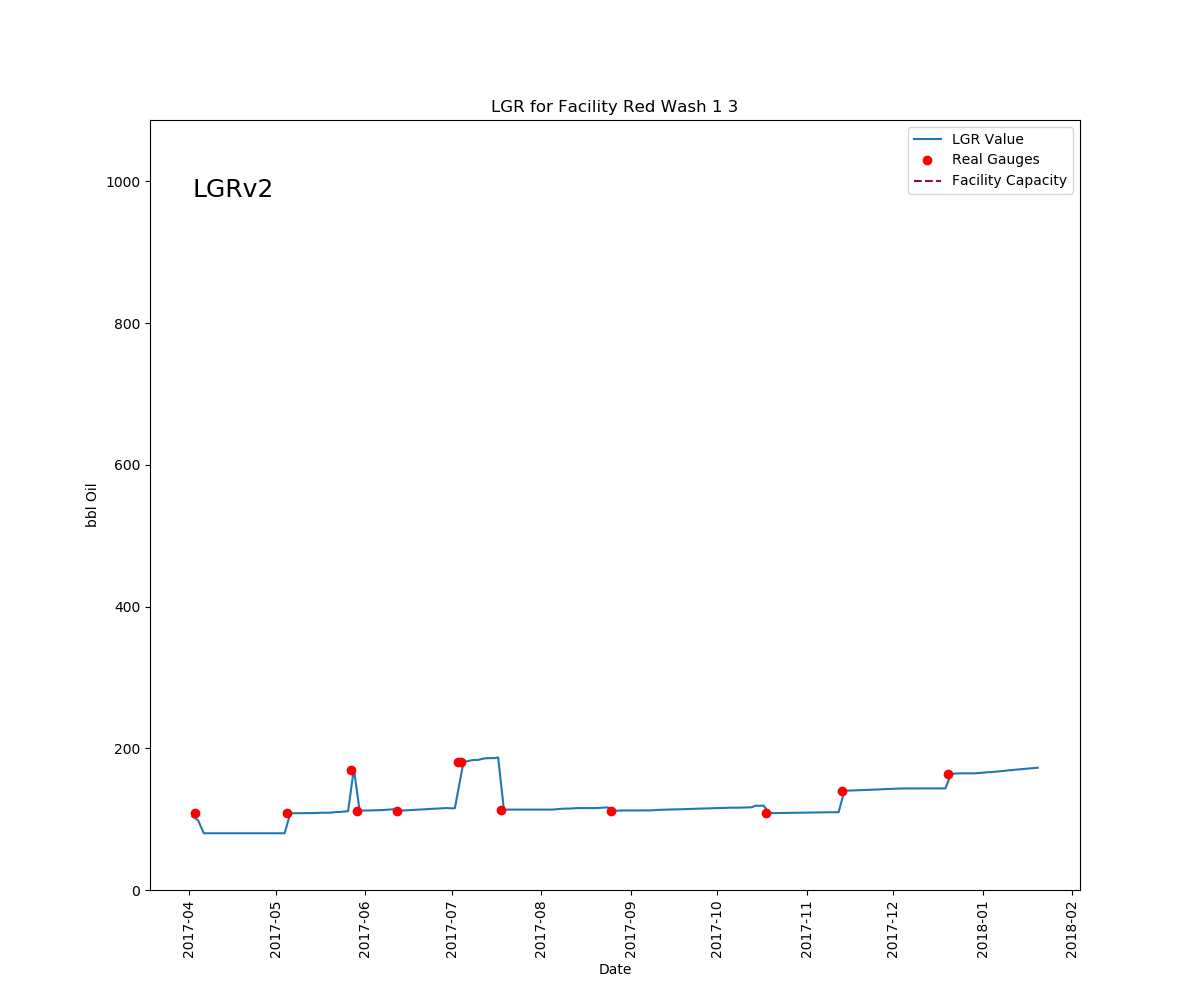 LGR for Facility Red Wash 1 3
LGR Value
Real Gauges
Facility Capacity
LGRv2
1000
800
600
400
200
0
bbl Oil
2017-04
2017-05
2017-06
2017-07
2017-08
2017-09
2017-10
2017-11
2017-12
2018-01
2018-02
Date